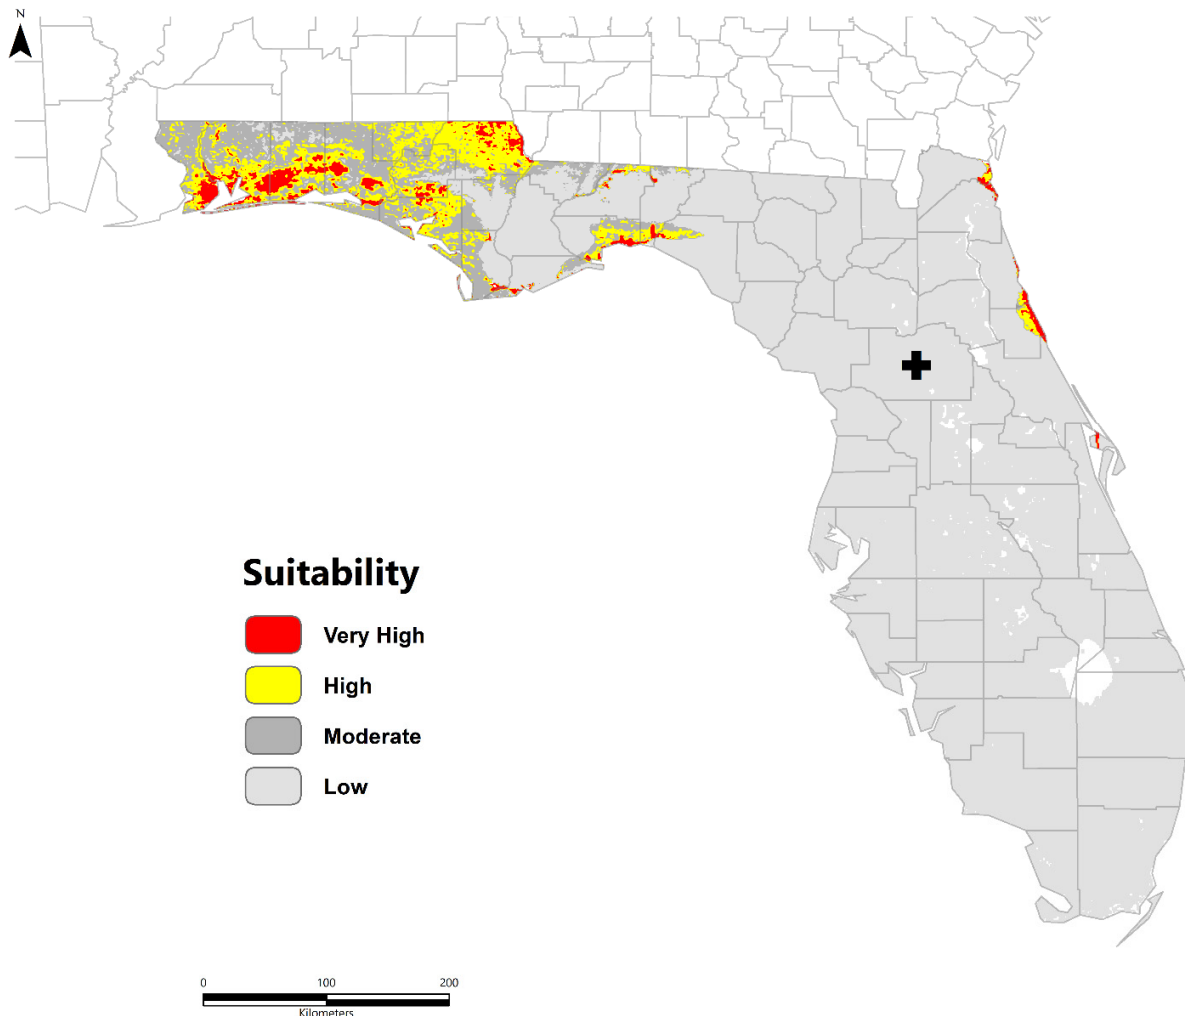 N
Suitability
Very High
High
Moderate
Low
0 100 200
Kilometers